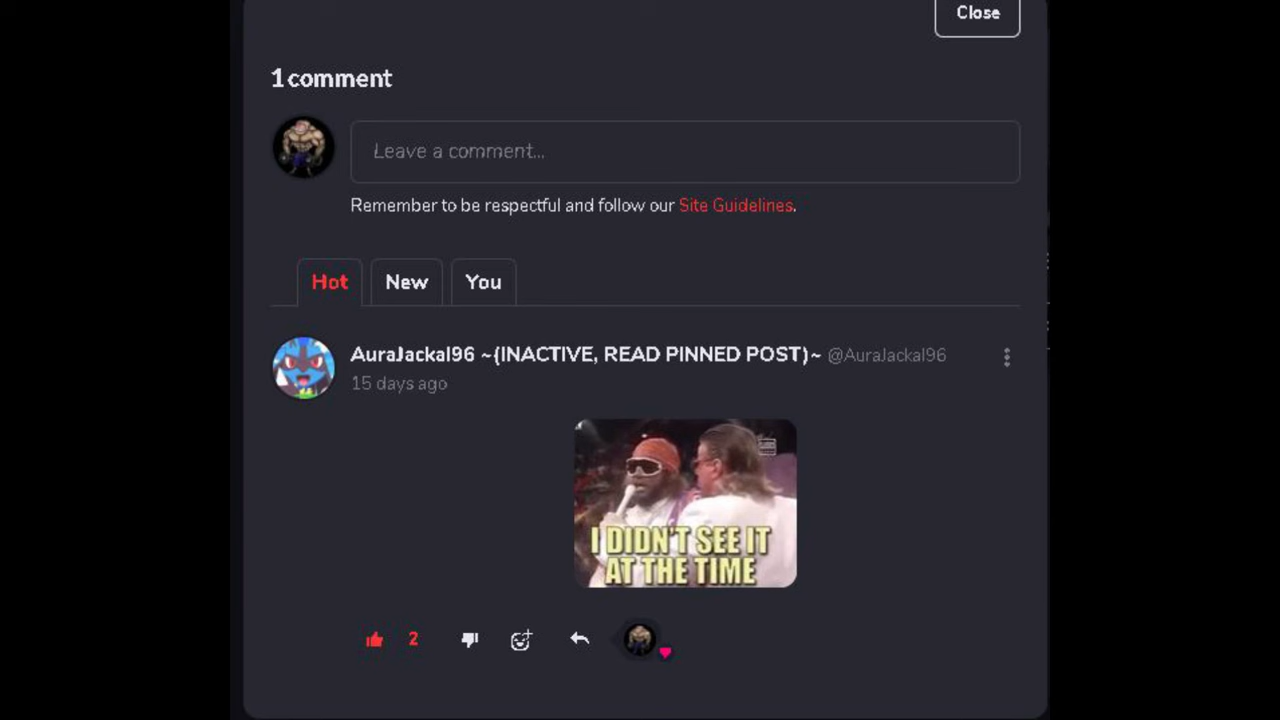 Close
1 comment
Leave a comment...
Remember to be respectful and follow our Site Guidelines.
Hot New You
AuraJackal96 ~(INACTIVE, READ PINNED POST)~ @AuraJackal96
15 days ago
I DIDN'T SEE IT
AT THE TIME
2